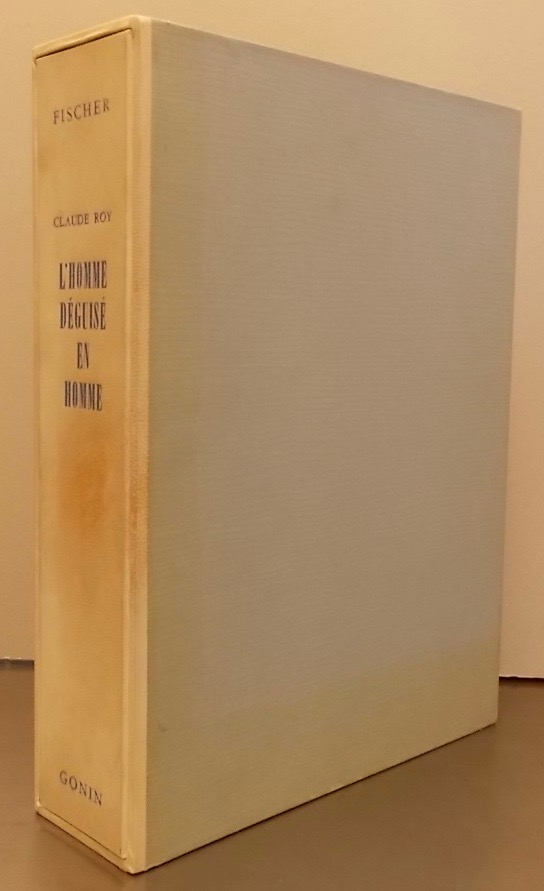 FISCHER
CLAUDE ROY
L'HOMME
DÉGUISÉ
EN
HOMME
GONIN